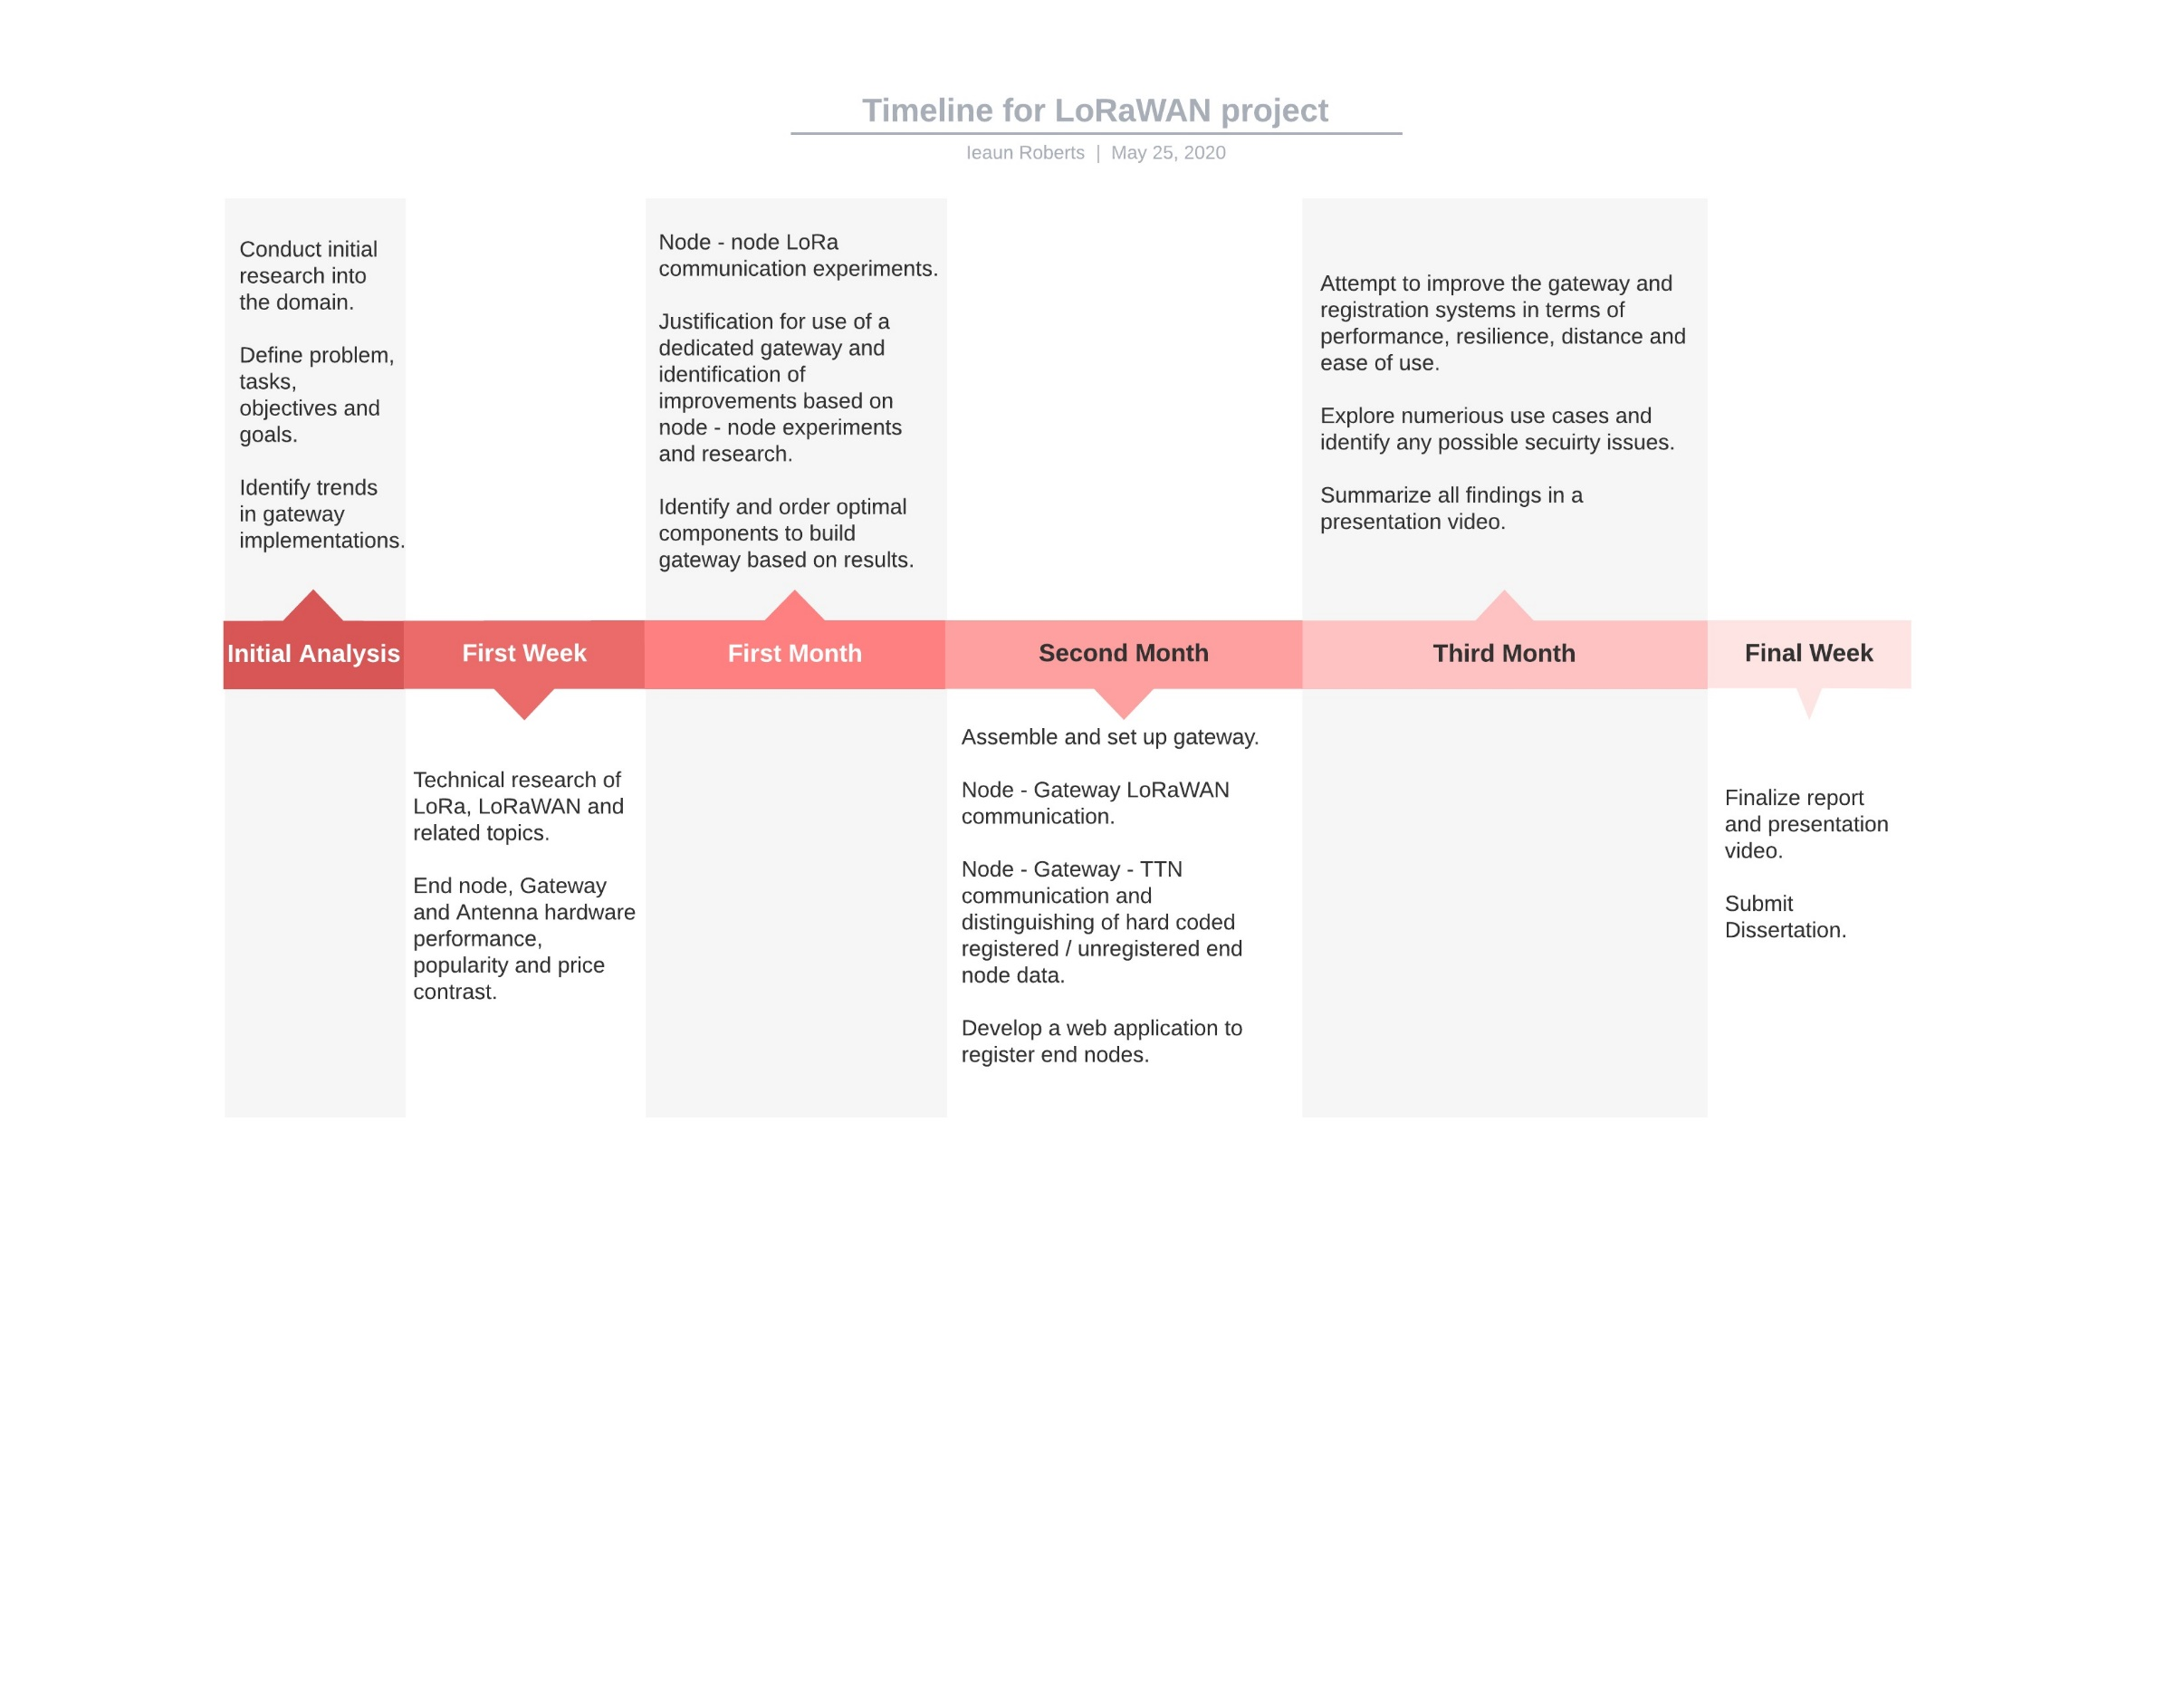 Timeline for LoRaWAN project
Ieaun Roberts | May 25, 2020
Conduct initial
research into
the domain.
Define problem,
tasks,
objectives and
goals.
Identify trends
in gateway
implementations.
Initial Analysis
First Week
Technical research of
LoRa, LoRaWAN and
related topics.
End node, Gateway
and Antenna hardware
performance,
popularity and price
contrast.
Node - node LoRa
communication experiments.
Justification for use of a
dedicated gateway and
identification of
improvements based on
node - node experiments
and research.
Identify and order optimal
components to build
gateway based on results.
First Month
Second Month
Assemble and set up gateway.
Node - Gateway LoRaWAN
communication.
Node - Gateway - TTN
communication and
distinguishing of hard coded
registered / unregistered end
node data.
Develop a web application to
register end nodes.
Attempt to improve the gateway and
registration systems in terms of
performance, resilience, distance and
ease of use.
Explore numerious use cases and
identify any possible secuirty issues.
Summarize all findings in a
presentation video.
Third Month
Final Week
Finalize report
and presentation
video.
Submit
Dissertation.